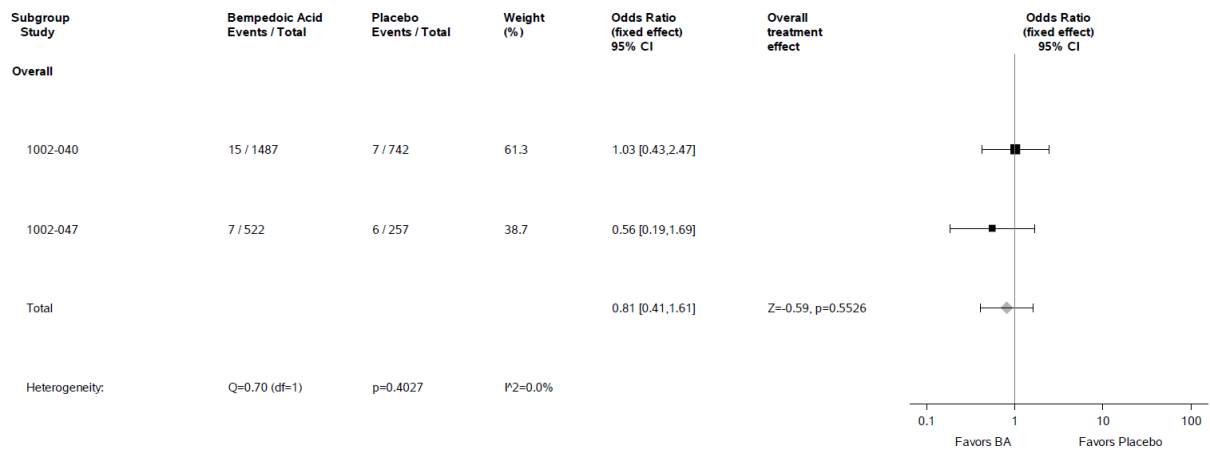 Subgroup Bempedoic Acid Placebo Weight Odds Ratio Overall Odds Ratio
Study Events / Total Events / Total (%) (fixed effect) treatment (fixed effect)
95% CI effect 95% CI
Overall
1002-040 15 / 1487 7 / 742 61.3 1.03 [0.43,2.47]
1002-047 7 / 522 6 / 257 38.7 0.56 [0.19,1.69]
Total 0.81 [0.41,1.61] Z=-0.59, p=0.5526
Heterogeneity: Q=0.70 (df=1) p=0.4027 I^2=0.0%
0.1 1 10 100
Favors BA Favors Placebo